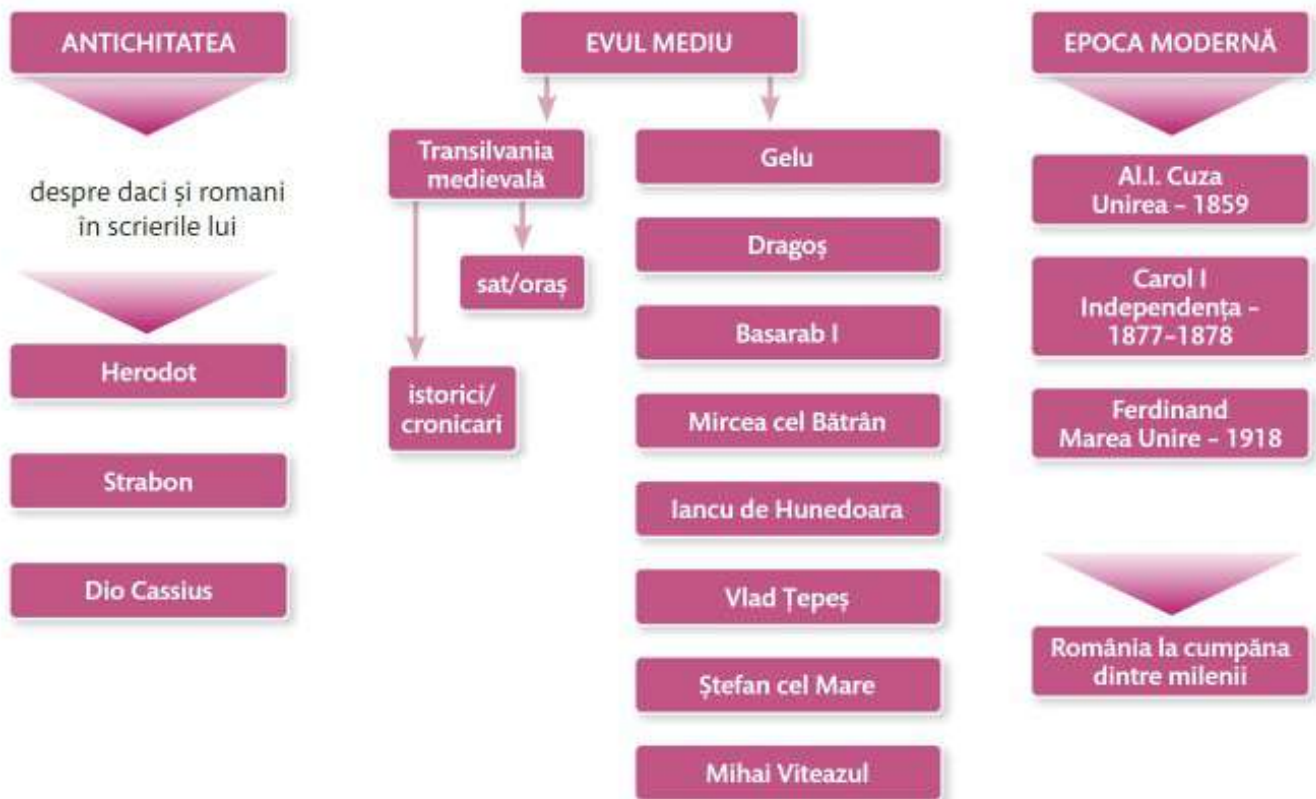 ANTICHITATEA
despre daci și romani
în scrierile lui
Herodot
Strabon
Dio Cassius
EVUL MEDIU
Transilvania
medievală
sat/oraș
istorici/
cronicari
Gelu
Dragoș
Basarab I
Mircea cel Bătrân
Iancu de Hunedoara
Vlad Țepeș
Ștefan cel Mare
Mihai Viteazul
EPOCA MODERNĂ
Al.I. Cuza
Unirea – 1859
Carol I
Independența –
1877–1878
Ferdinand
Marea Unire – 1918
România la cumpăna
dintre milenii